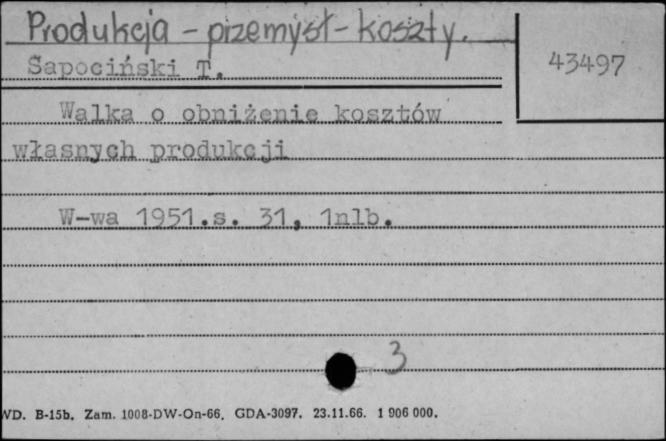 Produkcja - przemysł - koszty.
Sapociński T.
43497
Walka o obniżenie kosztów
własnych produkcji
W-wa 1951.s. 31, 1nlb.
3
WD. B-15b. Zam. 1008-DW-On-66. GDA-3097. 23.11.66. 1 906 000.